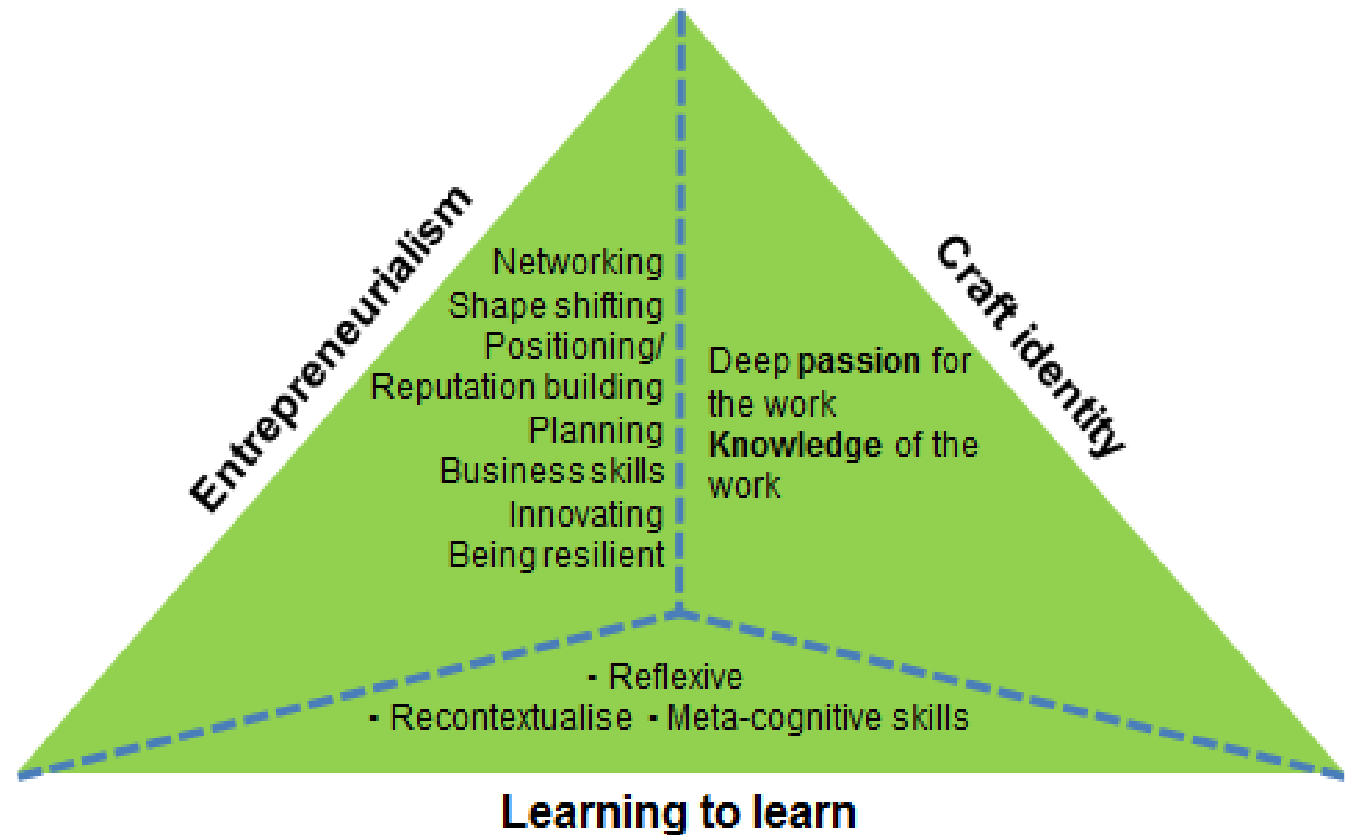 Entrepreneurialism
Networking
Shape shifting
Positioning/
Reputation building
Planning
Business skills
Innovating
Being resilient
Craft identity
Deep passion for
the work
Knowledge of the
work
- Reflexive
- Recontextualise - Meta-cognitive skills
Learning to learn